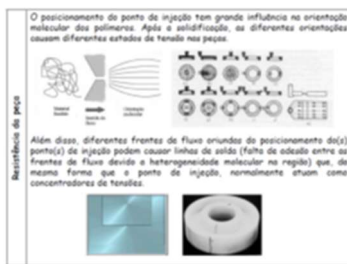 O posicionamento do ponto de injeção tem grande influência na orientação
molecular dos polímeros. Após a solidificação, as diferentes orientações
causam diferentes estados de tensão nas peças.
Resistência da peça
Além disso, diferentes frentes de fluxo oriundas do posicionamento do(s)
ponto(s) de injeção podem causar linhas de solda (falta de adesão entre as
frentes de fluxo devido a heterogeneidade molecular na região) que, da
mesma forma que o ponto de injeção, normalmente atuam como
concentradores de tensões.